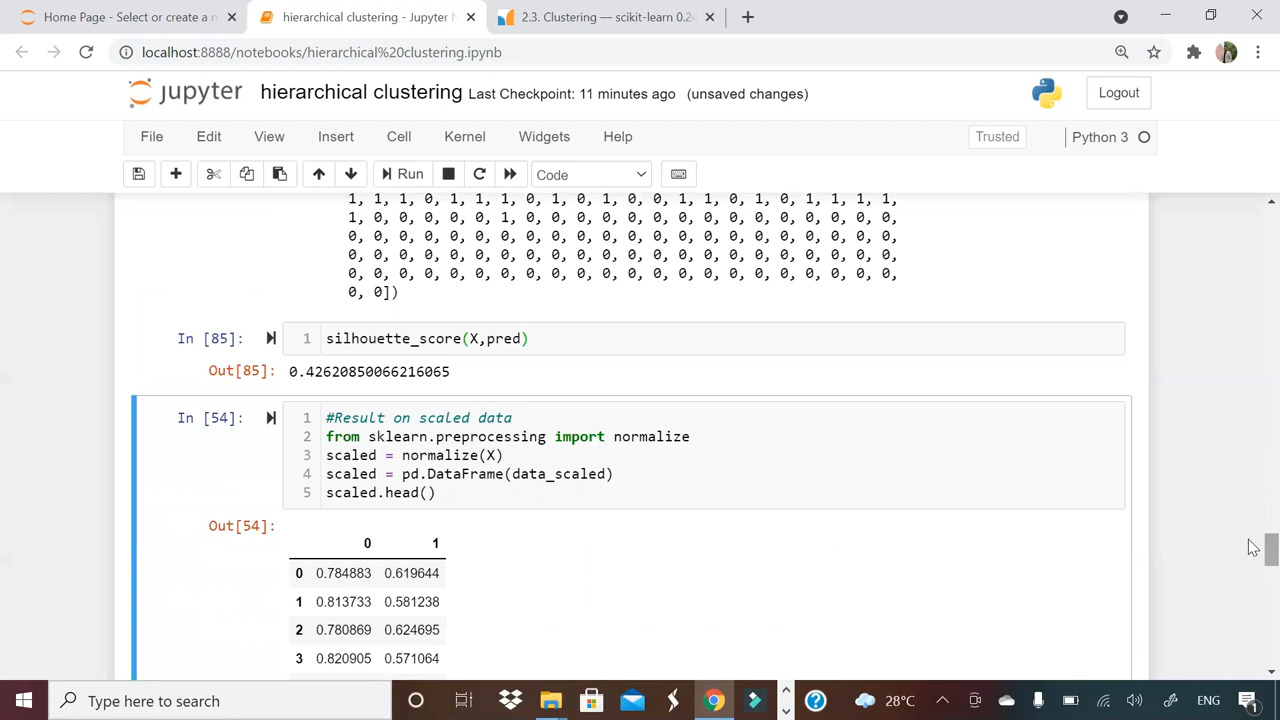 Home Page - Select or create a n
hierarchical clustering - Jupyter N
2.3. Clustering — scikit-learn 0.24
localhost:8888/notebooks/hierarchical%20clustering.ipynb
jupyter hierarchical clustering Last Checkpoint: 11 minutes ago (unsaved changes) Logout
File Edit View Insert Cell Kernel Widgets Help Trusted Python 3
Run Code
1, 1, 1, 0, 1, 1, 1, 0, 1, 0, 1, 0, 0, 1, 1, 0, 1, 0, 1, 1, 1, 1,
1, 0, 0, 0, 0, 0, 1, 0, 0, 0, 0, 0, 0, 0, 0, 0, 0, 0, 0, 0, 0, 0,
0, 0, 0, 0, 0, 0, 0, 0, 0, 0, 0, 0, 0, 0, 0, 0, 0, 0, 0, 0, 0, 0,
0, 0, 0, 0, 0, 0, 0, 0, 0, 0, 0, 0, 0, 0, 0, 0, 0, 0, 0, 0, 0, 0,
0, 0, 0, 0, 0, 0, 0, 0, 0, 0, 0, 0, 0, 0, 0, 0, 0, 0, 0, 0, 0, 0,
0, 0])
In [85]: 1 silhouette_score(X,pred)
Out[85]: 0.42620850066216065
In [54]: 1 #Result on scaled data
2 from sklearn.preprocessing import normalize
3 scaled = normalize(X)
4 scaled = pd.DataFrame(data_scaled)
5 scaled.head()
Out[54]:
0 1
0 0.784883 0.619644
1 0.813733 0.581238
2 0.780869 0.624695
3 0.820905 0.571064
Type here to search 28°C ENG 1